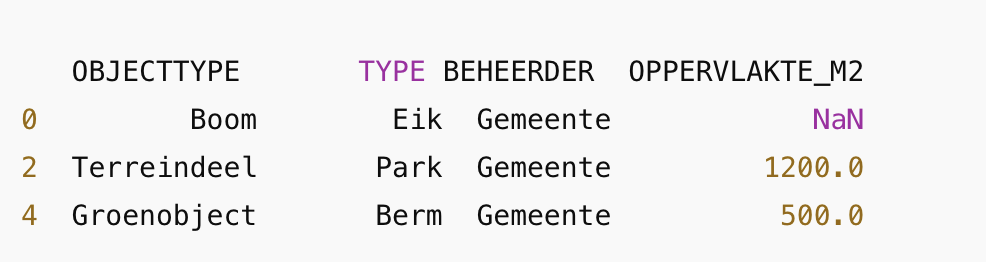 OBJECTTYPE TYPE BEHEERDER OPPERVLAKTE_M2
0 Boom Eik Gemeente NaN
2 Terreindeel Park Gemeente 1200.0
4 Groenobject Berm Gemeente 500.0